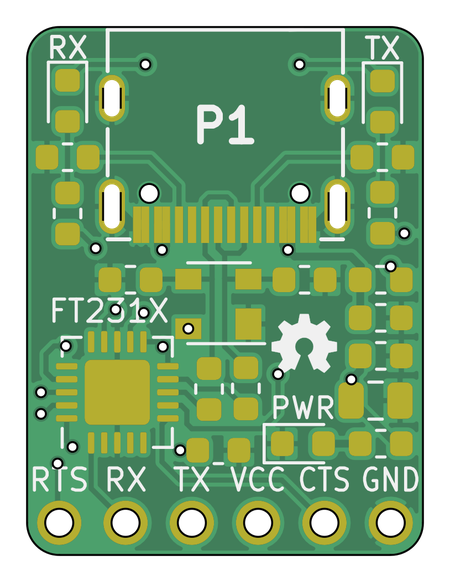 RX TX
P1
FT231X
PWR
RTS RX TX VCC CTS GND